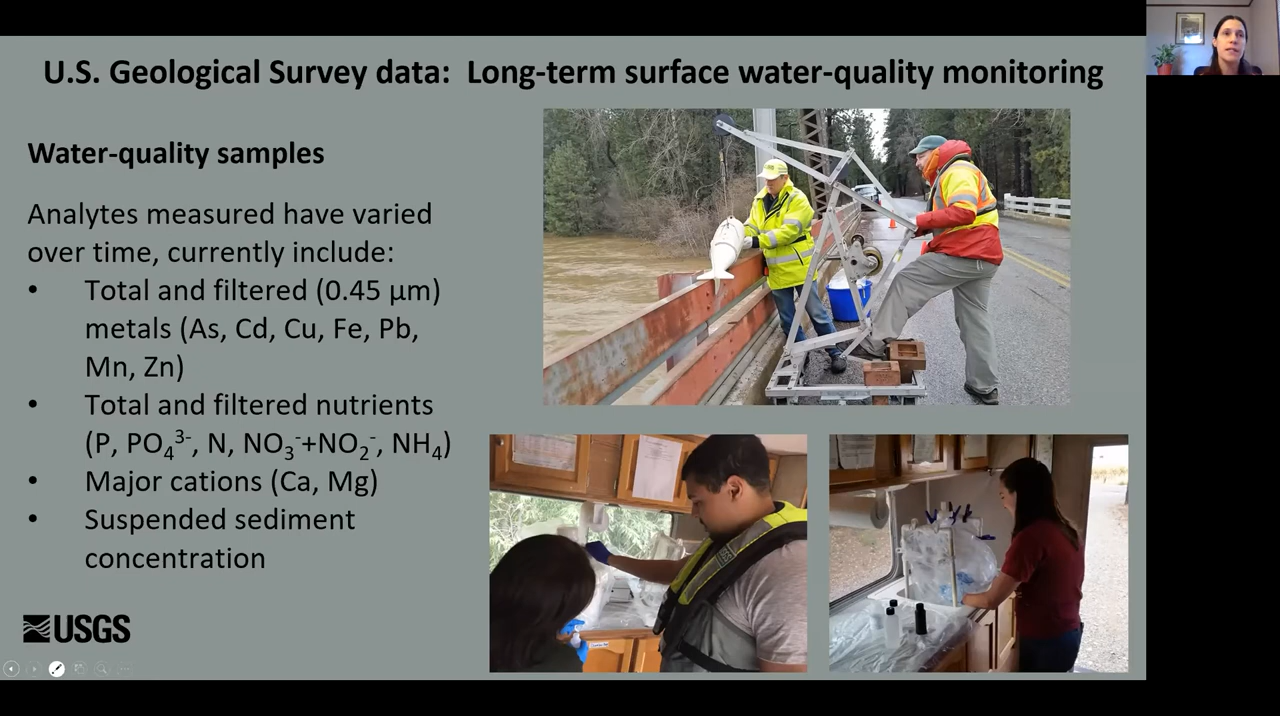 U.S. Geological Survey data: Long-term surface water-quality monitoring
Water-quality samples
Analytes measured have varied
over time, currently include:
• Total and filtered (0.45 µm)
metals (As, Cd, Cu, Fe, Pb,
Mn, Zn)
• Total and filtered nutrients
(P, PO₄³⁻, N, NO₃⁻+NO₂⁻, NH₄)
• Major cations (Ca, Mg)
• Suspended sediment
concentration
USGS